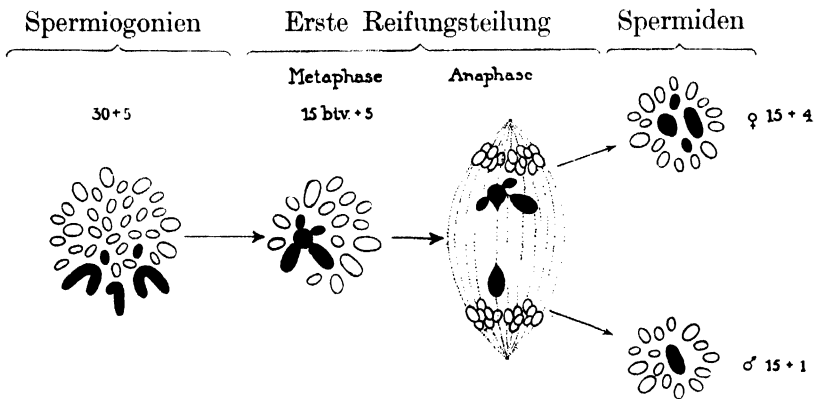 Spermiogonien Erste Reifungsteilung Spermiden
Metaphase Anaphase
30+5 15 biv. + 5
♀ 15 + 4
♂ 15 + 1